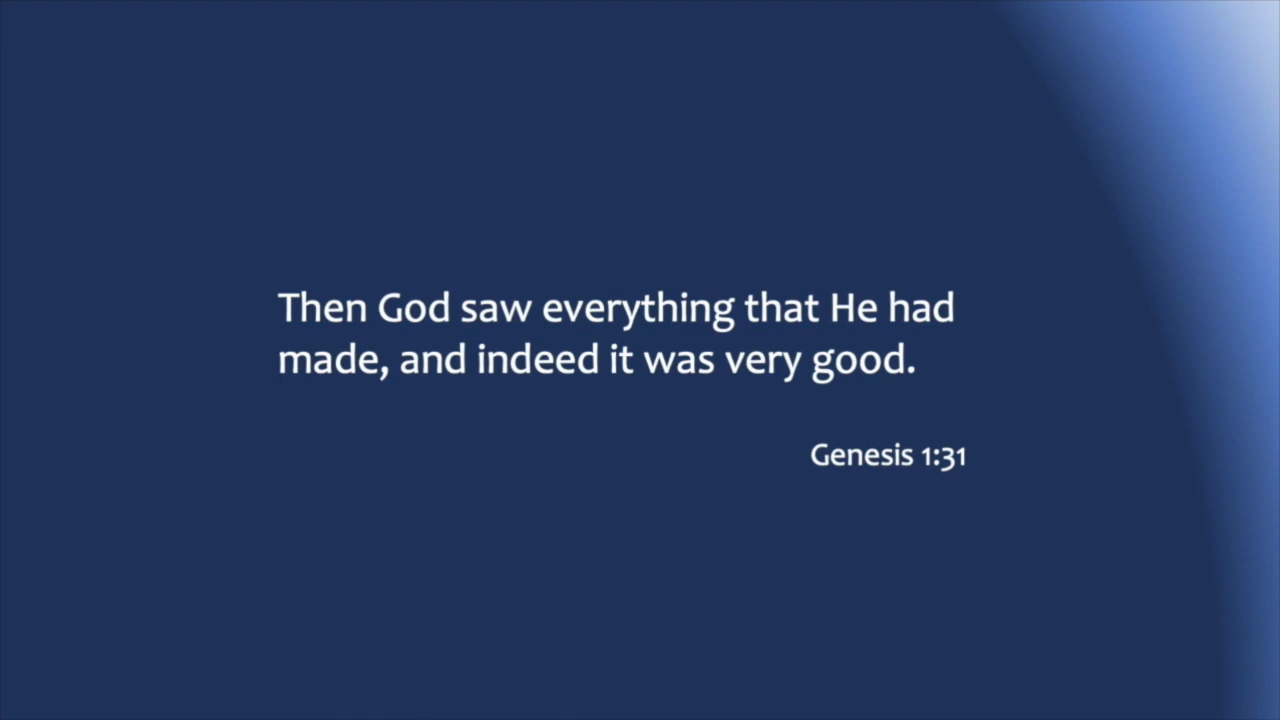 Then God saw everything that He had
made, and indeed it was very good.
Genesis 1:31